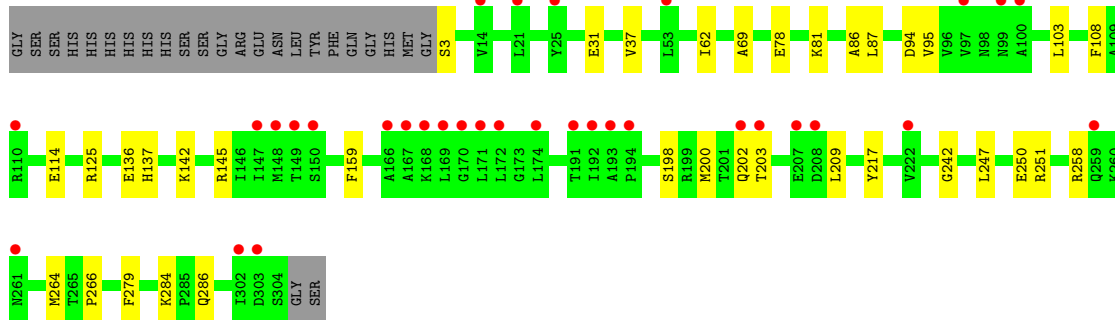 GLY SER SER HIS HIS HIS HIS HIS HIS SER SER GLY ARG GLU ASN LEU TYR PHE GLN GLY HIS MET GLY S3 V14 L21 Y25 E31 V37 L53 I62 A69 E78 K81 A86 L87 D94 V95 V96 V97 N98 N99 A100 L103 F108 A109
R110 E114 R125 E136 H137 K142 R145 I146 I147 M148 T149 S150 F159 A166 A167 K168 L169 G170 L171 L172 G173 L174 T191 I192 A193 P194 S198 R199 M200 T201 Q202 T203 E207 D208 L209 Y217 V222 G242 L247 E250 R251 R258 Q259 K260
N261 M264 T265 P266 F279 K284 P285 Q286 I302 D303 S304 GLY SER